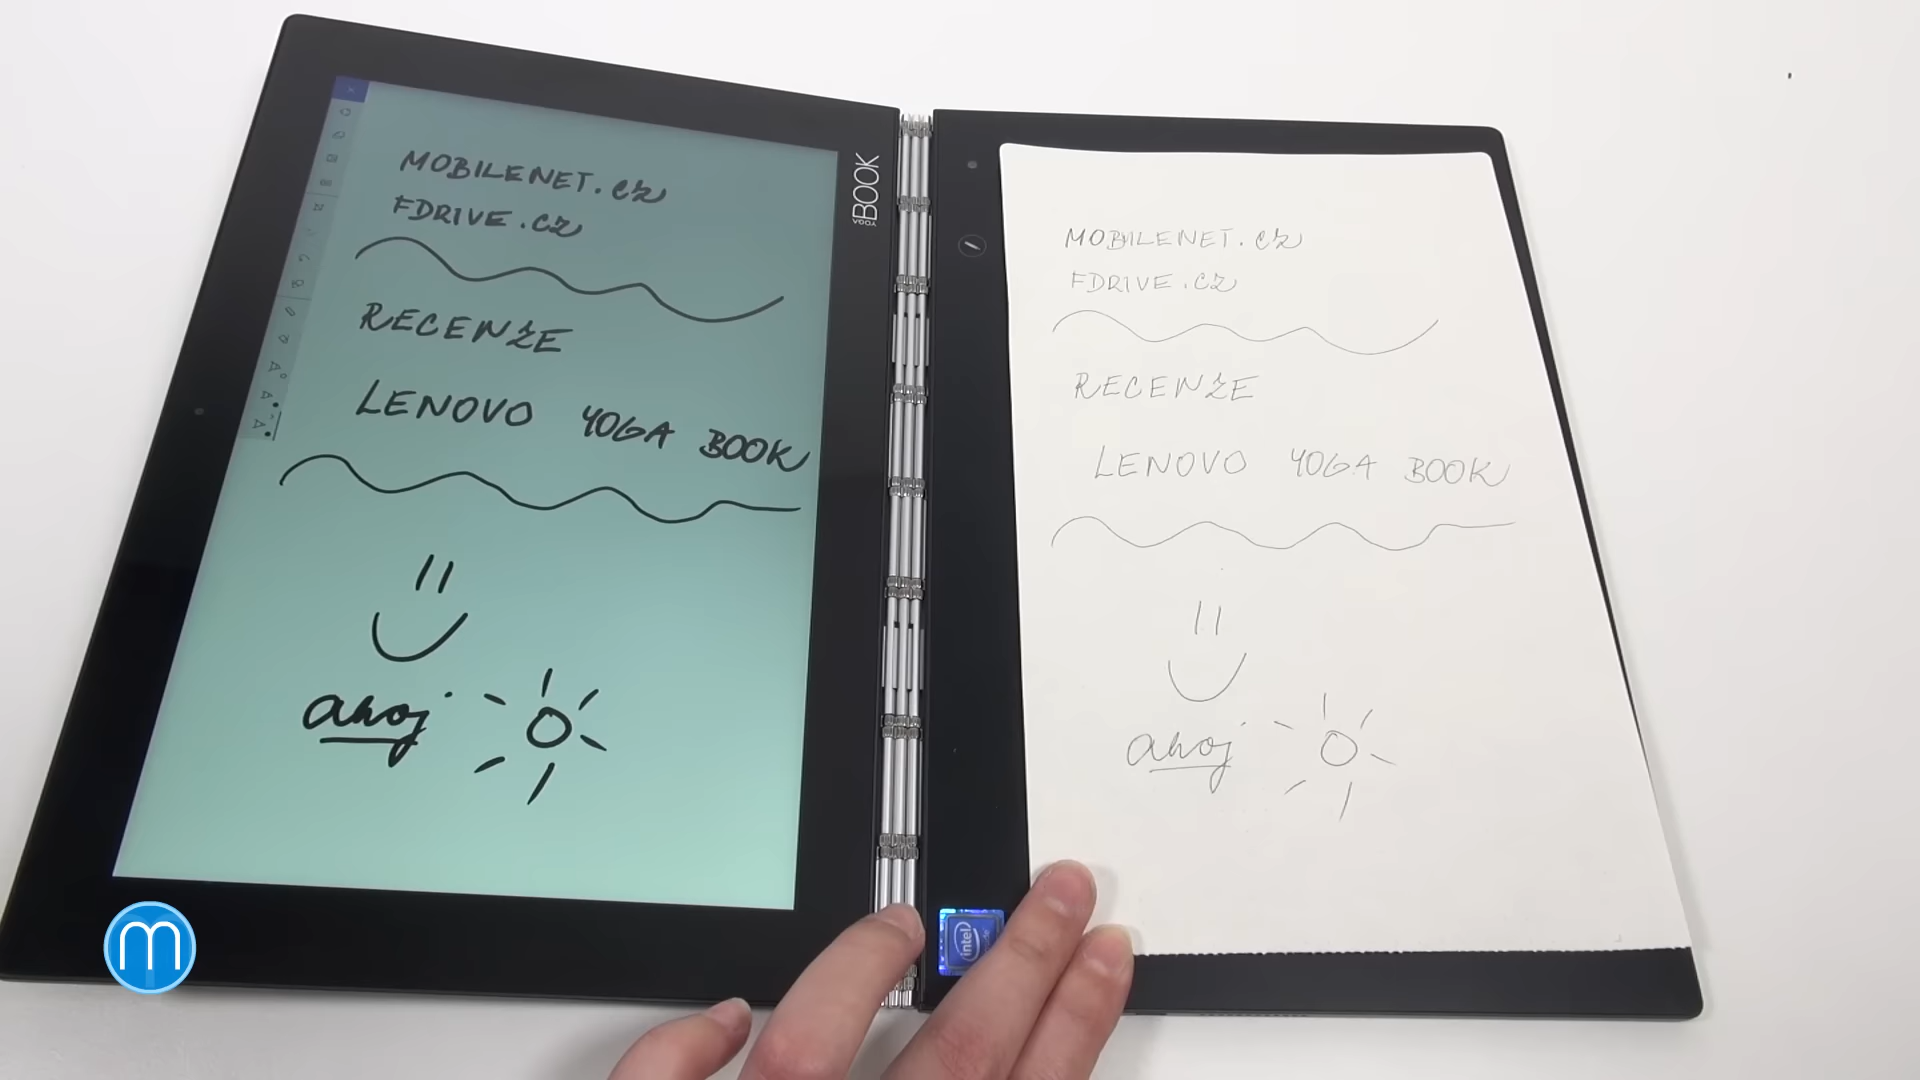 MOBILENET.CZ
FDRIVE.CZ
RECENZE
LENOVO YOGA BOOK
ahoj
YOGA BOOK
MOBILENET.CZ
FDRIVE.CZ
RECENZE
LENOVO YOGA BOOK
ahoj
intel
m